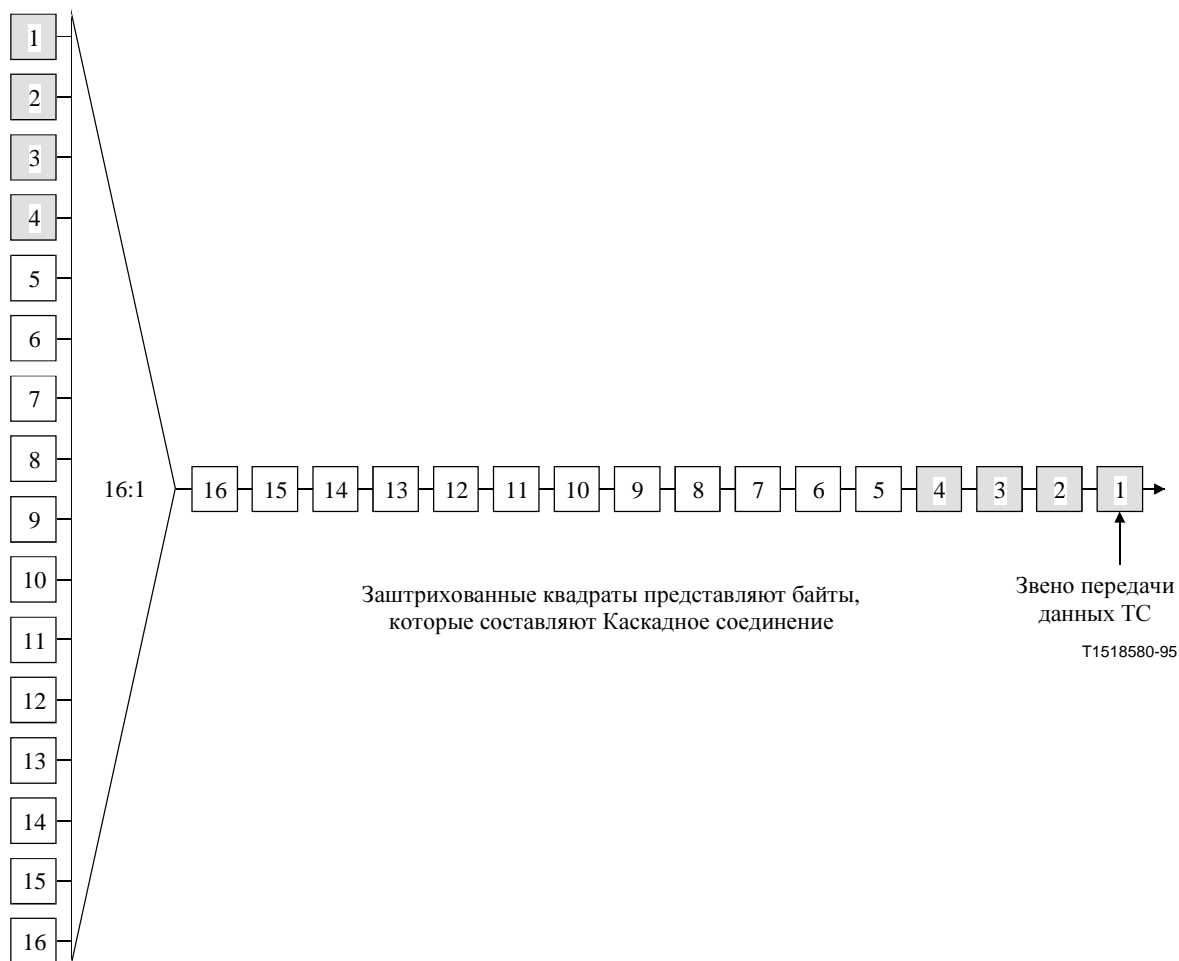 1
2
3
4
5
6
7
8
9
10
11
12
13
14
15
16
16:1
16 15 14 13 12 11 10 9 8 7 6 5 4 3 2 1
Заштрихованные квадраты представляют байты,
которые составляют Каскадное соединение
Звено передачи
данных TC
T1518580-95